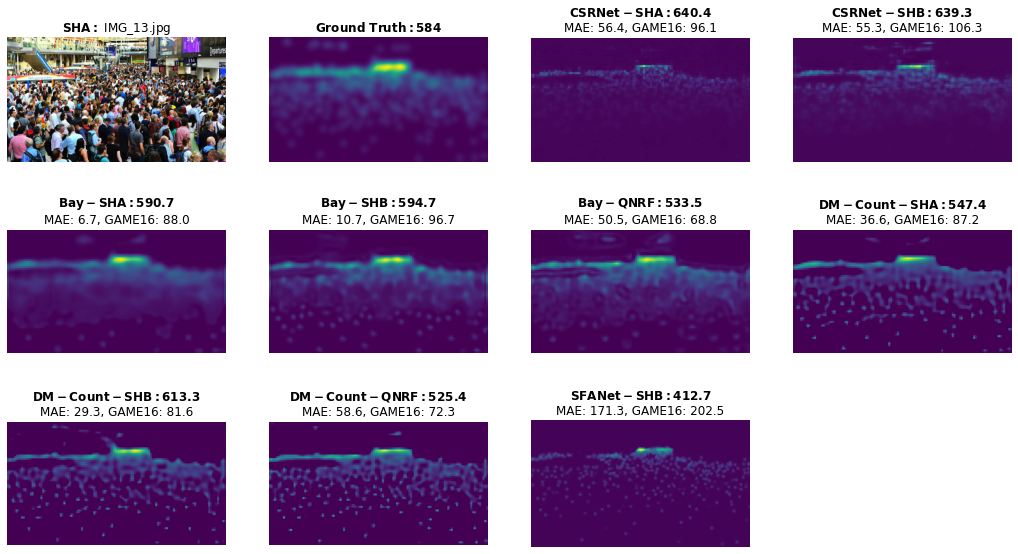 SHA: IMG_13.jpg
Ground Truth:584
CSRNet−SHA:640.4
MAE: 56.4, GAME16: 96.1
CSRNet−SHB:639.3
MAE: 55.3, GAME16: 106.3
Bay−SHA:590.7
MAE: 6.7, GAME16: 88.0
Bay−SHB:594.7
MAE: 10.7, GAME16: 96.7
Bay−QNRF:533.5
MAE: 50.5, GAME16: 68.8
DM−Count−SHA:547.4
MAE: 36.6, GAME16: 87.2
DM−Count−SHB:613.3
MAE: 29.3, GAME16: 81.6
DM−Count−QNRF:525.4
MAE: 58.6, GAME16: 72.3
SFANet−SHB:412.7
MAE: 171.3, GAME16: 202.5
Departures